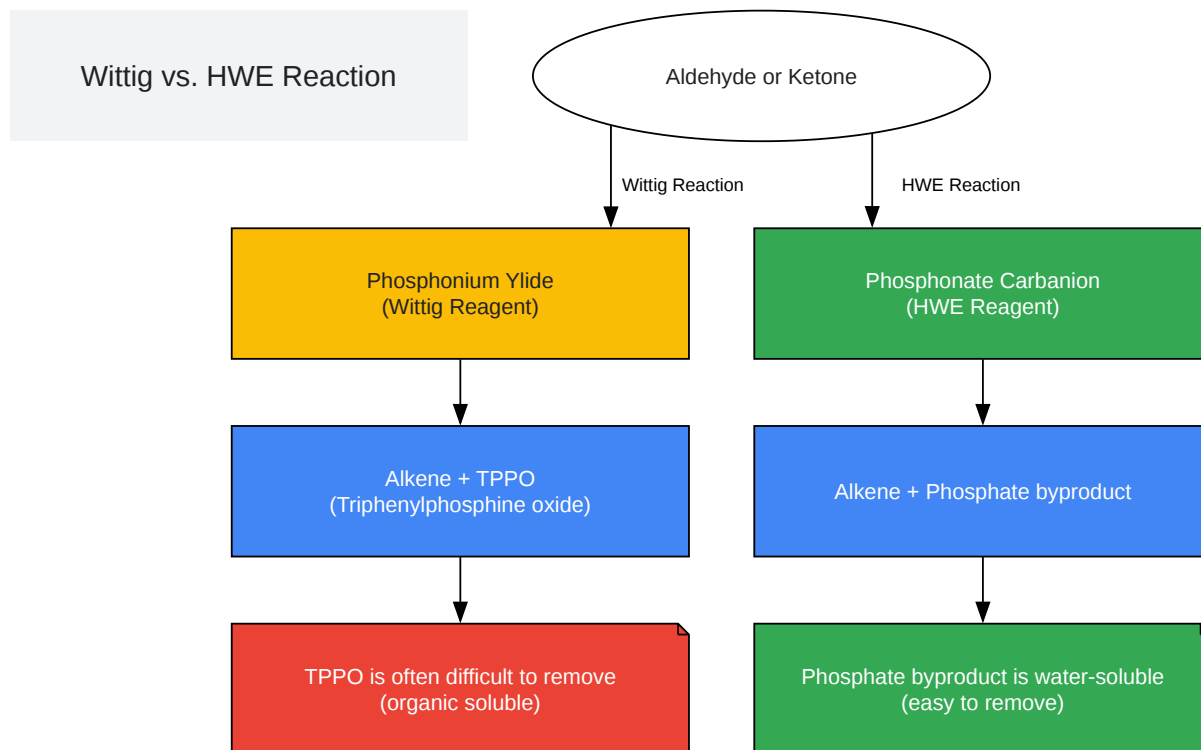 Wittig vs. HWE Reaction
Aldehyde or Ketone
Wittig Reaction
HWE Reaction
Phosphonium Ylide
(Wittig Reagent)
Phosphonate Carbanion
(HWE Reagent)
Alkene + TPPO
(Triphenylphosphine oxide)
Alkene + Phosphate byproduct
TPPO is often difficult to remove
(organic soluble)
Phosphate byproduct is water-soluble
(easy to remove)